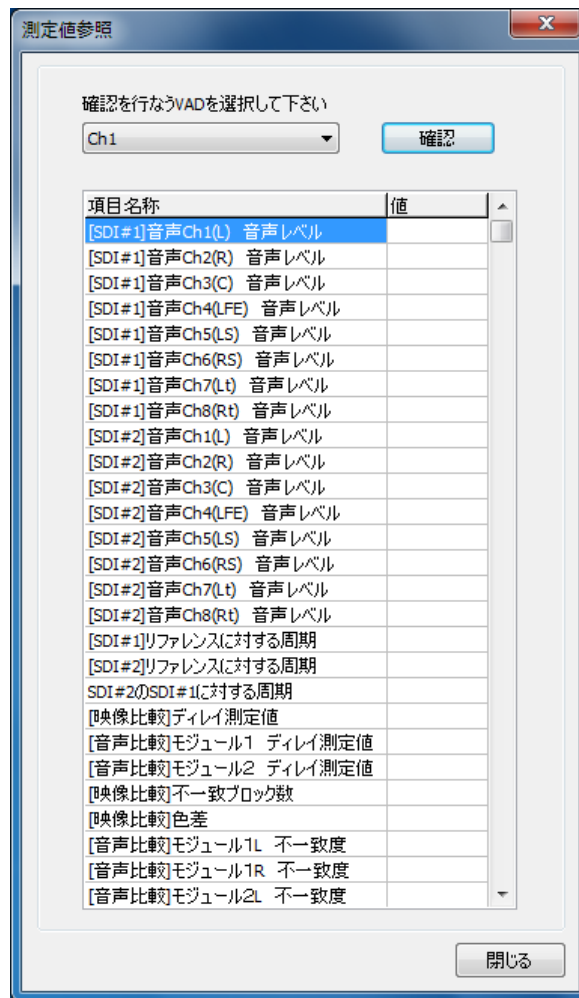 測定値参照
確認を行なうVADを選択して下さい
Ch1
確認
項目名称 値
[SDI#1]音声Ch1(L) 音声レベル
[SDI#1]音声Ch2(R) 音声レベル
[SDI#1]音声Ch3(C) 音声レベル
[SDI#1]音声Ch4(LFE) 音声レベル
[SDI#1]音声Ch5(LS) 音声レベル
[SDI#1]音声Ch6(RS) 音声レベル
[SDI#1]音声Ch7(Lt) 音声レベル
[SDI#1]音声Ch8(Rt) 音声レベル
[SDI#2]音声Ch1(L) 音声レベル
[SDI#2]音声Ch2(R) 音声レベル
[SDI#2]音声Ch3(C) 音声レベル
[SDI#2]音声Ch4(LFE) 音声レベル
[SDI#2]音声Ch5(LS) 音声レベル
[SDI#2]音声Ch6(RS) 音声レベル
[SDI#2]音声Ch7(Lt) 音声レベル
[SDI#2]音声Ch8(Rt) 音声レベル
[SDI#1]リファレンスに対する周期
[SDI#2]リファレンスに対する周期
SDI#2のSDI#1に対する周期
[映像比較]ディレイ測定値
[音声比較]モジュール1 ディレイ測定値
[音声比較]モジュール2 ディレイ測定値
[映像比較]不一致ブロック数
[映像比較]色差
[音声比較]モジュール1L 不一致度
[音声比較]モジュール1R 不一致度
[音声比較]モジュール2L 不一致度
閉じる